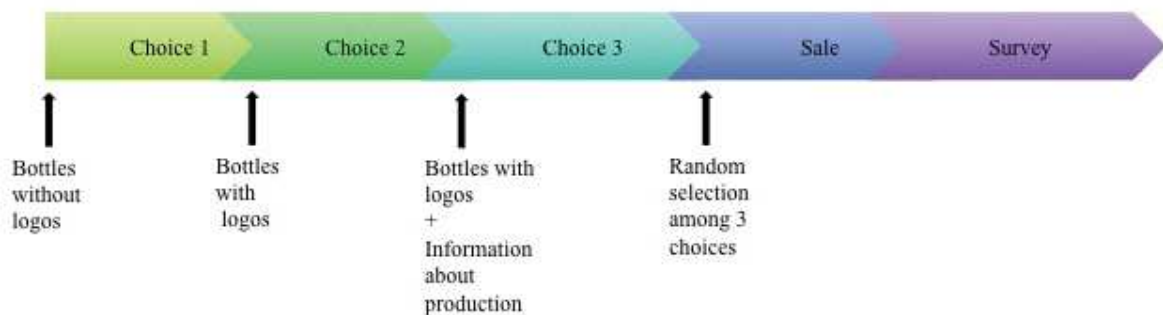 Choice 1
Choice 2
Choice 3
Sale
Survey
Bottles
without
logos
Bottles
with
logos
Bottles with
logos
+
Information
about
production
Random
selection
among 3
choices